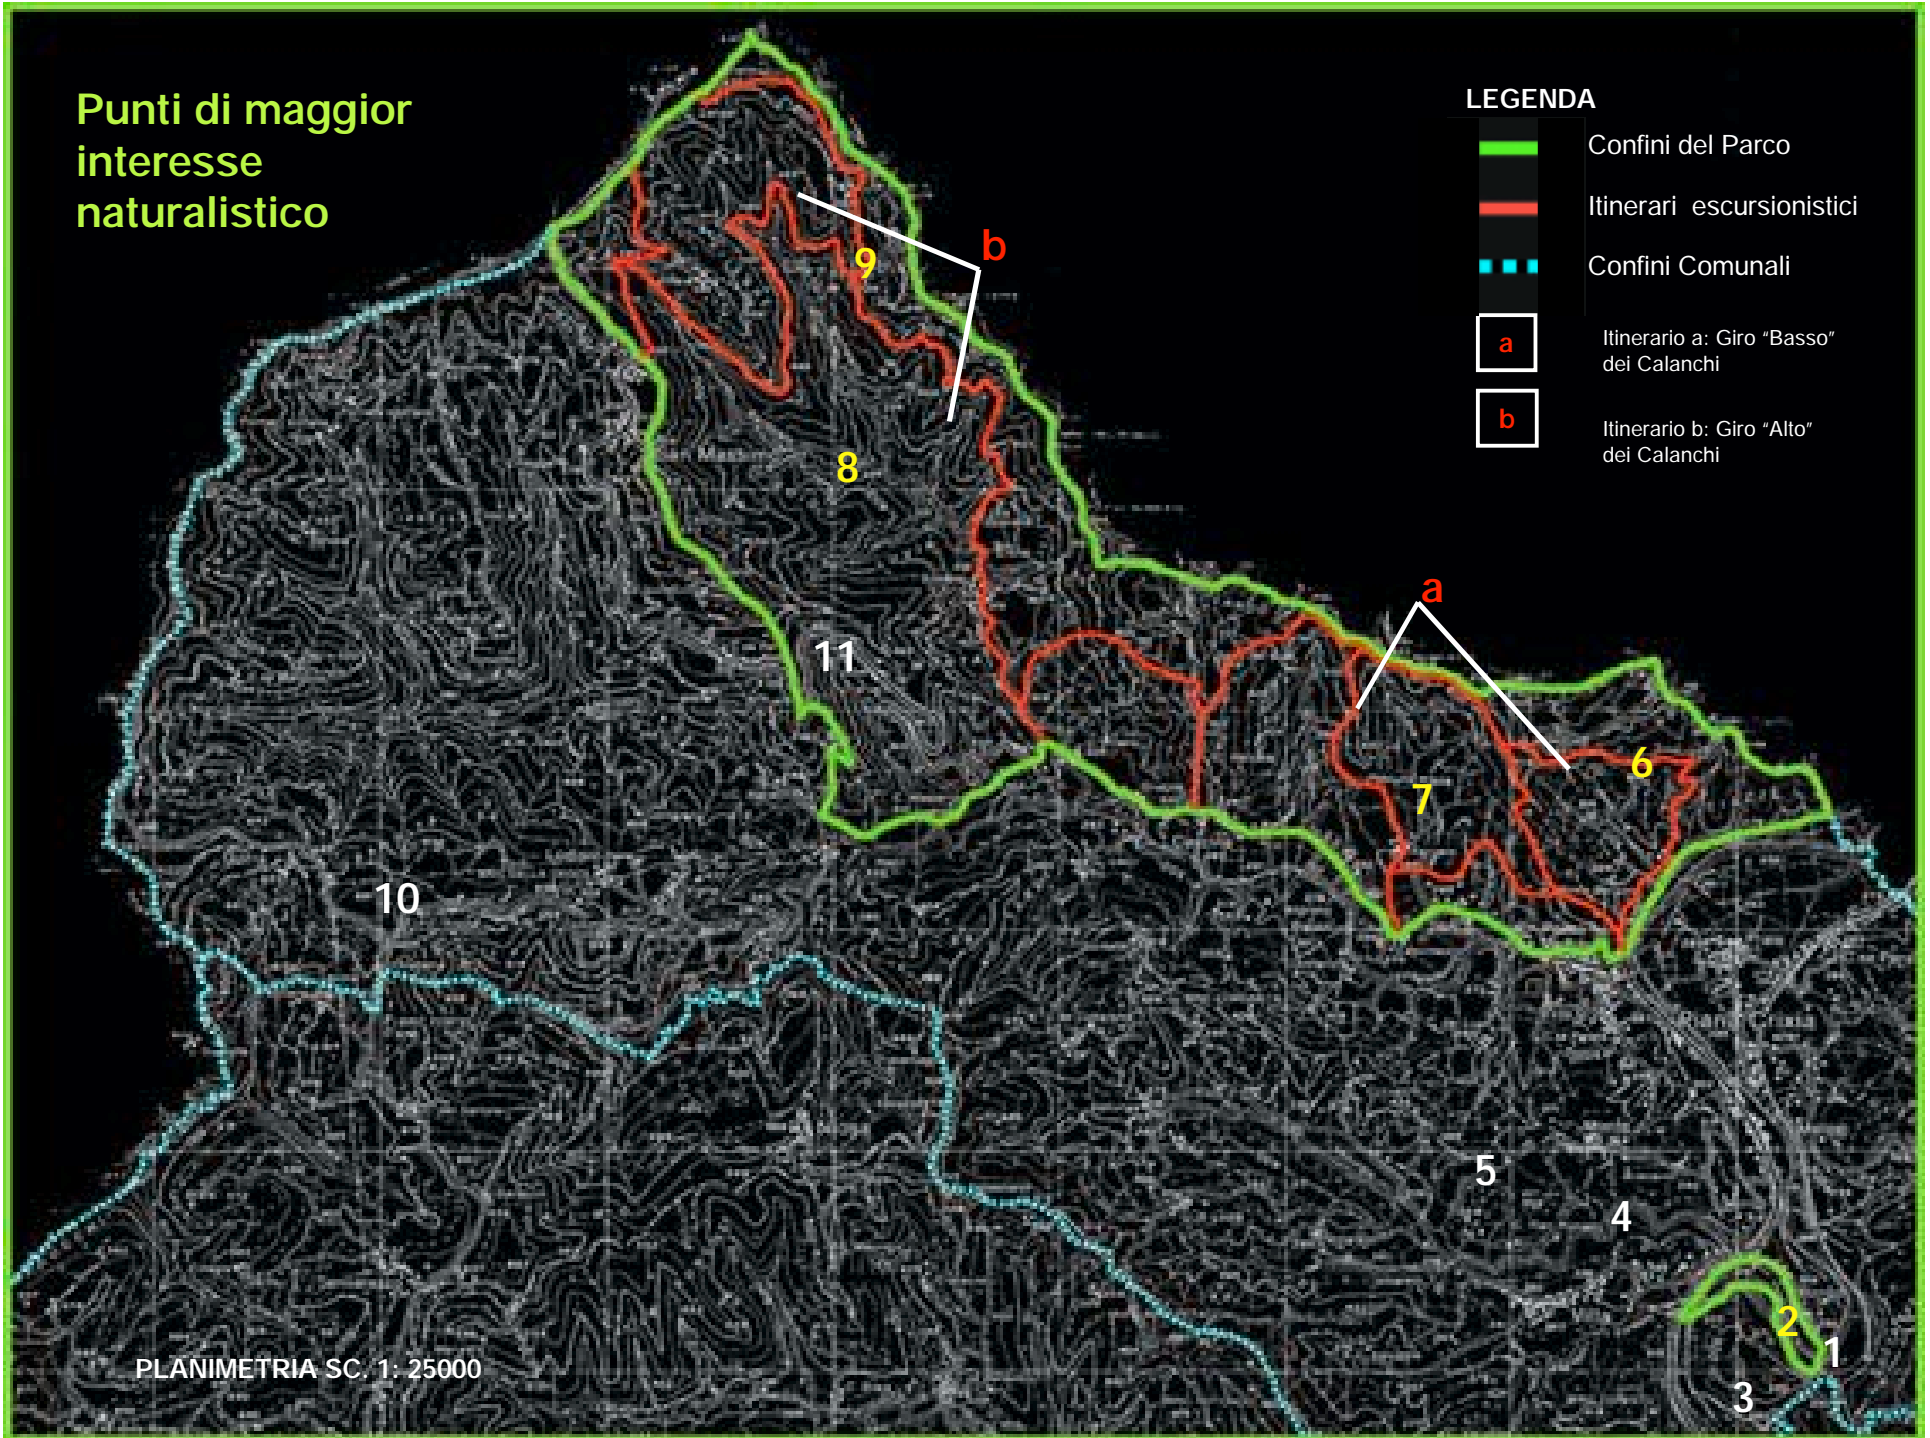 Punti di maggior
interesse
naturalistico
LEGENDA
Confini del Parco
Itinerari escursionistici
Confini Comunali
a
Itinerario a: Giro “Basso”
dei Calanchi
b
Itinerario b: Giro “Alto”
dei Calanchi
b
9
8
a
11
6
7
10
5
4
2
1
3
PLANIMETRIA SC. 1: 25000